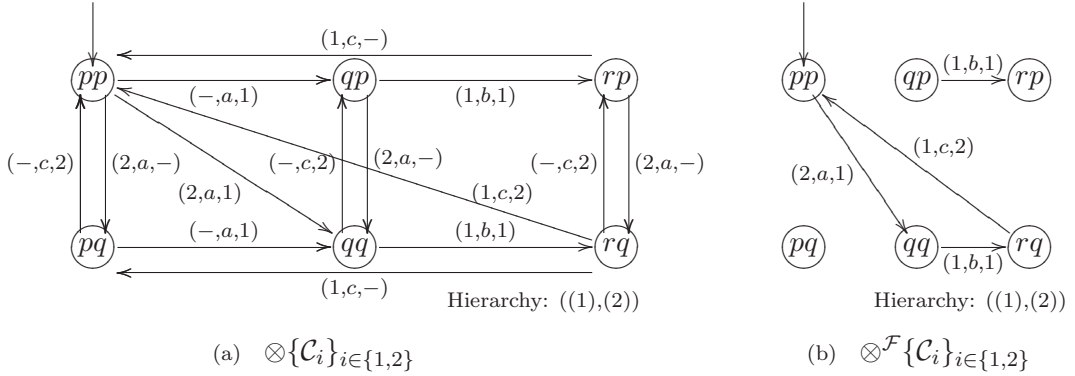 (1,c,−)
pp qp rp
(−,a,1) (1,b,1)
(−,c,2) (2,a,−) (−,c,2) (2,a,−) (−,c,2) (2,a,−)
(2,a,1) (1,c,2)
(−,a,1) (1,b,1)
pq qq rq
(1,c,−)
Hierarchy: ((1),(2))
(a) ⊗{𝒞ᵢ}ᵢ∈{1,2}
(1,b,1)
pp qp rp
(1,c,2)
(2,a,1)
pq qq rq
(1,b,1)
Hierarchy: ((1),(2))
(b) ⊗^ℱ{𝒞ᵢ}ᵢ∈{1,2}